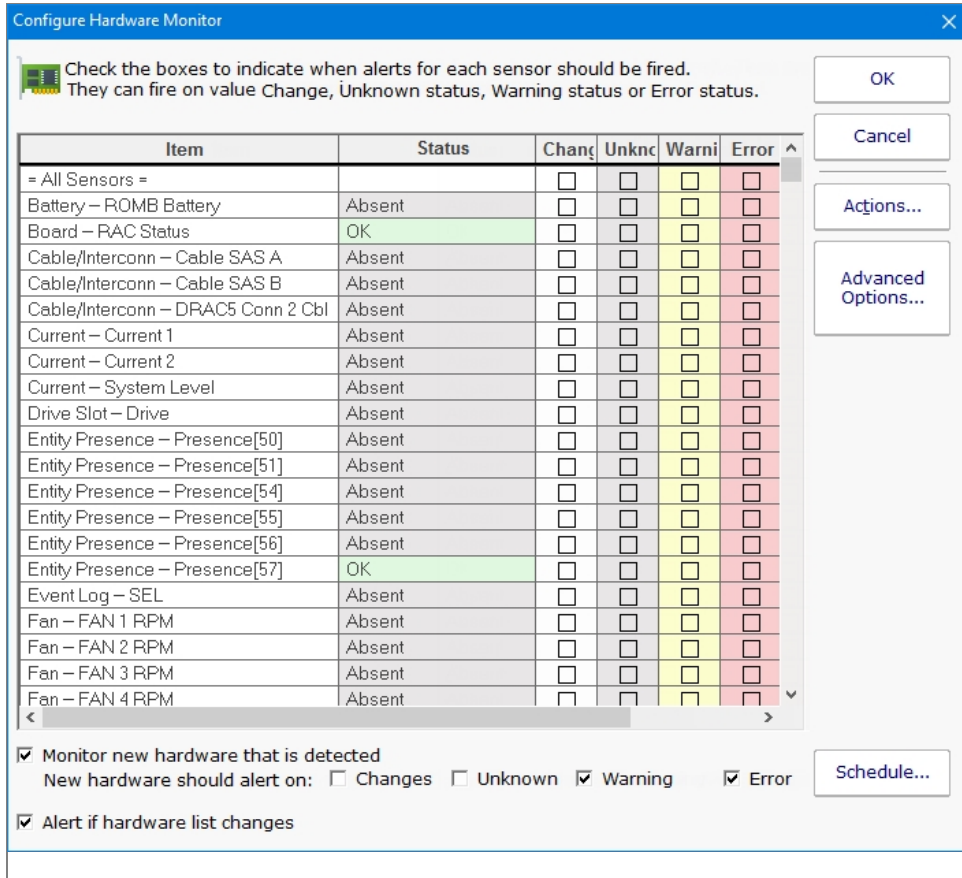 Configure Hardware Monitor
Check the boxes to indicate when alerts for each sensor should be fired.
They can fire on value Change, Unknown status, Warning status or Error status.
OK
Cancel
Actions...
Advanced
Options...
Item Status Chang Unknc Warni Error
= All Sensors =
Battery – ROMB Battery Absent
Board – RAC Status OK
Cable/Interconn – Cable SAS A Absent
Cable/Interconn – Cable SAS B Absent
Cable/Interconn – DRAC5 Conn 2 Cbl Absent
Current – Current 1 Absent
Current – Current 2 Absent
Current – System Level Absent
Drive Slot – Drive Absent
Entity Presence – Presence[50] Absent
Entity Presence – Presence[51] Absent
Entity Presence – Presence[54] Absent
Entity Presence – Presence[55] Absent
Entity Presence – Presence[56] Absent
Entity Presence – Presence[57] OK
Event Log – SEL Absent
Fan – FAN 1 RPM Absent
Fan – FAN 2 RPM Absent
Fan – FAN 3 RPM Absent
Fan – FAN 4 RPM Absent
Monitor new hardware that is detected
New hardware should alert on: Changes Unknown Warning Error
Schedule...
Alert if hardware list changes